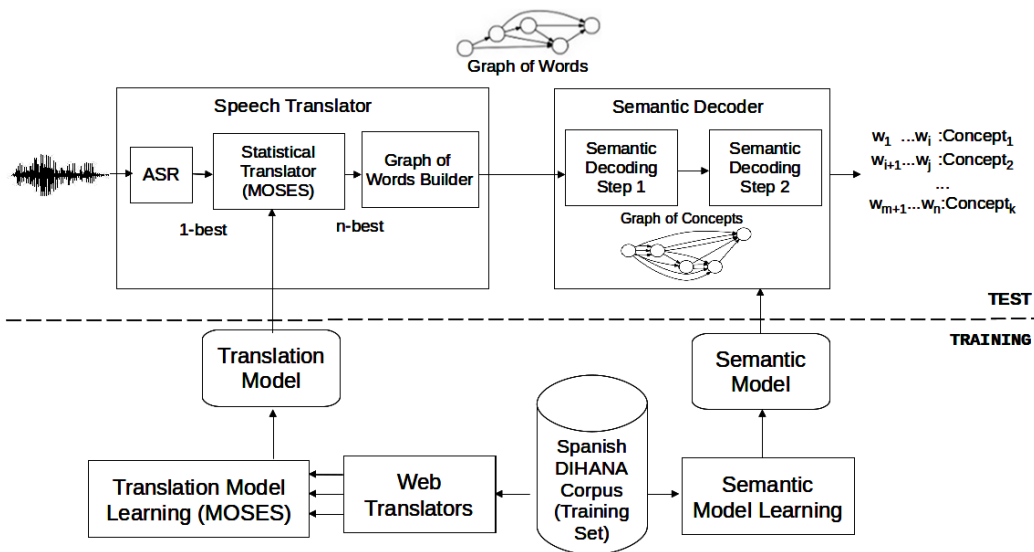 Graph of Words
Speech Translator
Semantic Decoder
ASR
Statistical
Translator
(MOSES)
Graph of
Words Builder
1-best
n-best
Semantic
Decoding
Step 1
Semantic
Decoding
Step 2
Graph of Concepts
w₁ ...wᵢ :Concept₁
wᵢ₊₁...wⱼ :Concept₂
...
wₘ₊₁...wₙ:Conceptₖ
TEST
TRAINING
Translation
Model
Semantic
Model
Translation Model
Learning (MOSES)
Web
Translators
Spanish
DIHANA
Corpus
(Training
Set)
Semantic
Model Learning